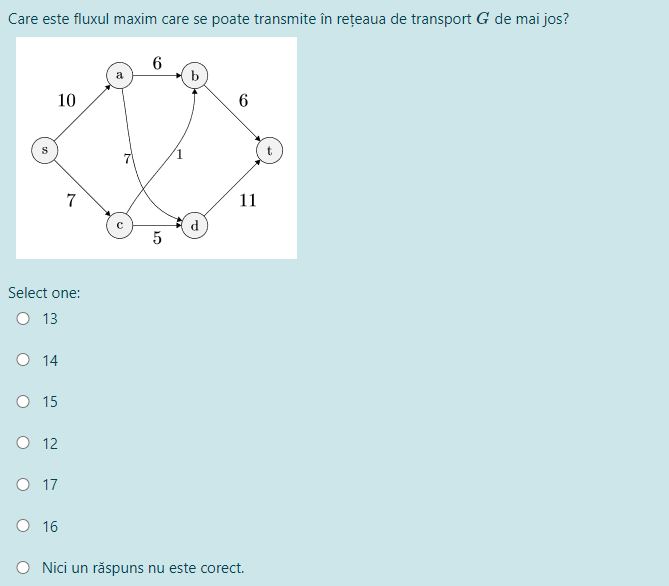 Care este fluxul maxim care se poate transmite în rețeaua de transport G de mai jos?
6
a
b
10
6
s
7
1
t
7
11
c
d
5
Select one:
13
14
15
12
17
16
Nici un răspuns nu este corect.